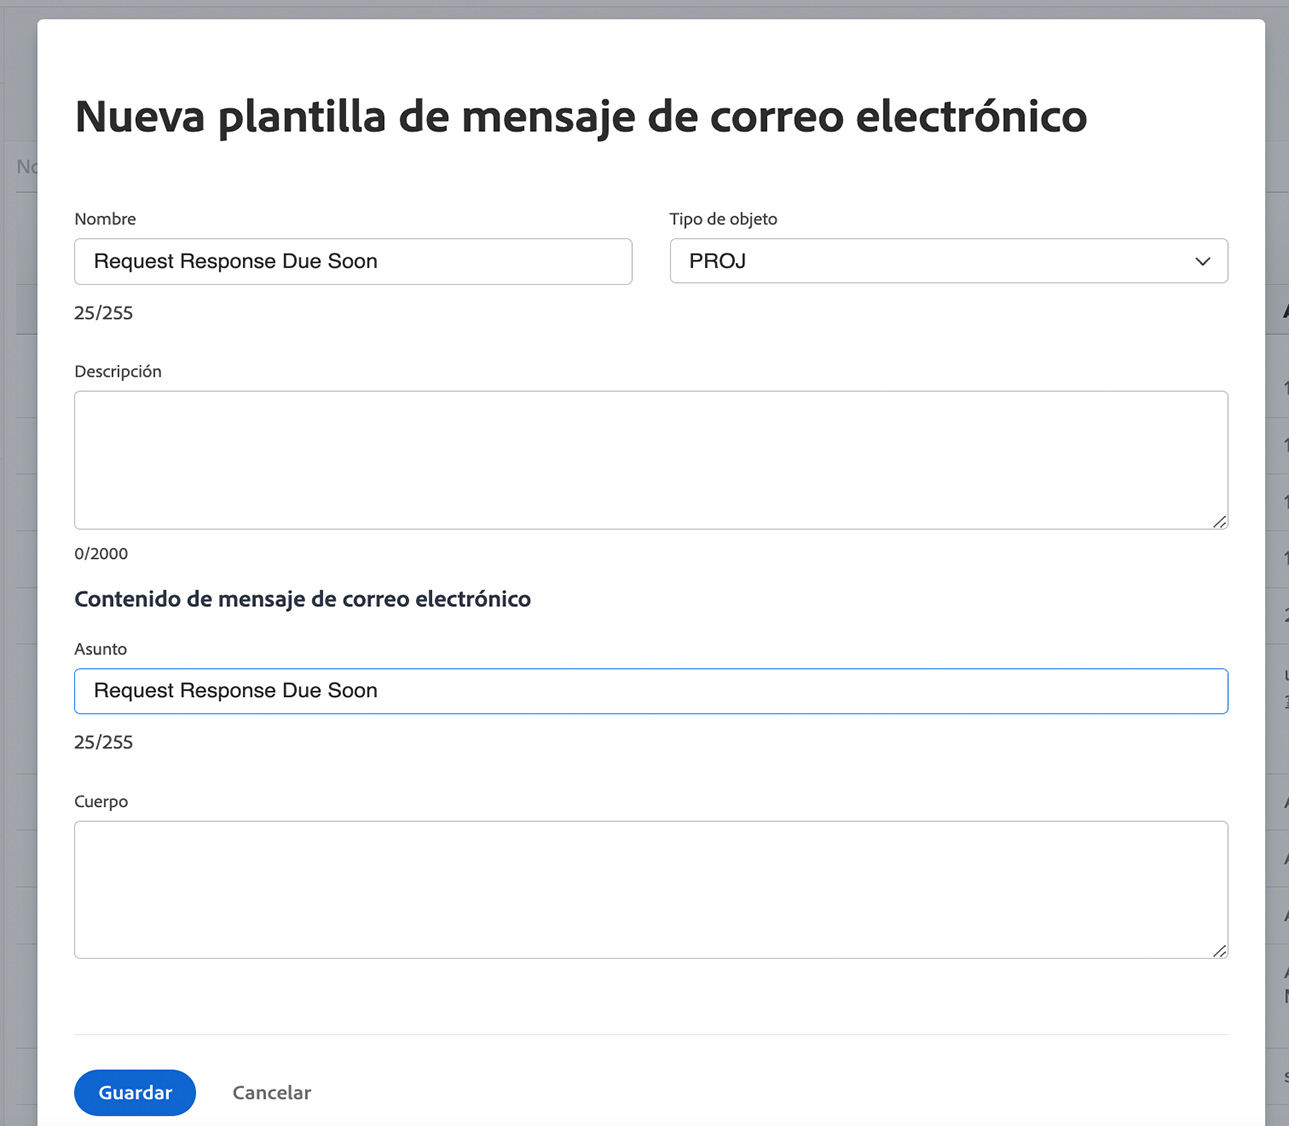 Nueva plantilla de mensaje de correo electrónico
Nombre
Tipo de objeto
Request Response Due Soon
PROJ
25/255
Descripción
0/2000
Contenido de mensaje de correo electrónico
Asunto
Request Response Due Soon
25/255
Cuerpo
Guardar
Cancelar